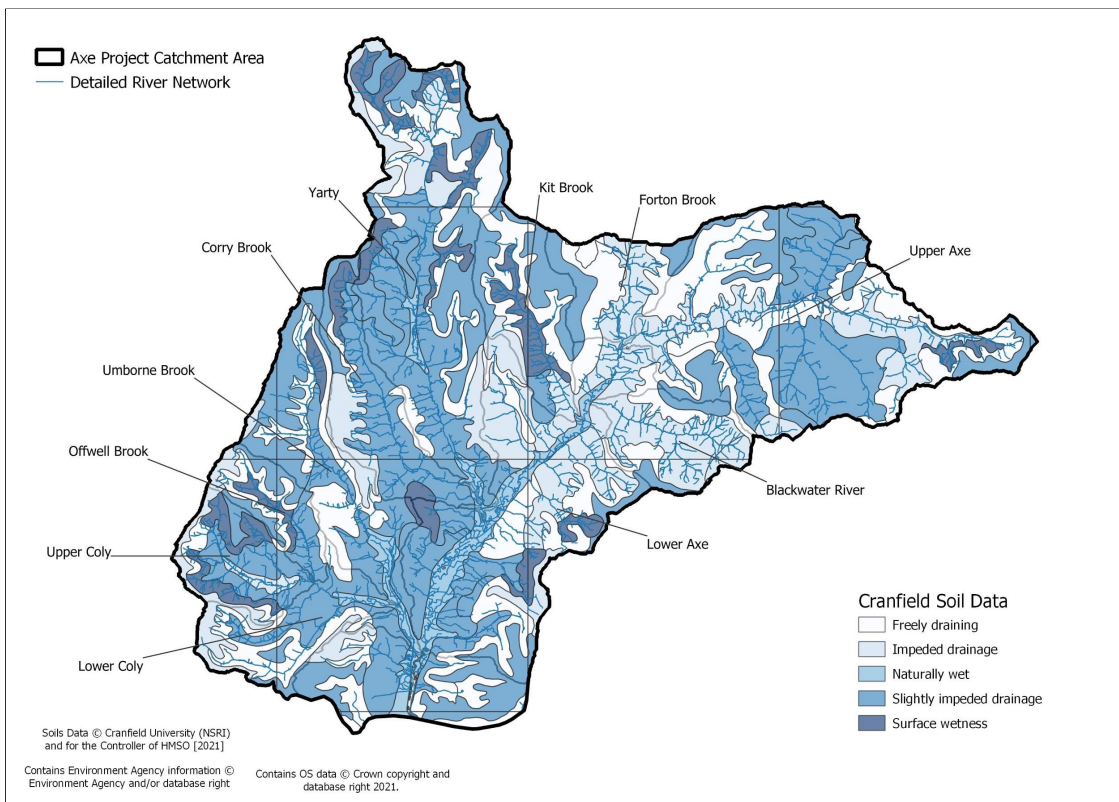 Axe Project Catchment Area
Detailed River Network
Kit Brook
Yarty
Forton Brook
Corry Brook
Upper Axe
Umborne Brook
Offwell Brook
Blackwater River
Upper Coly
Lower Axe
Lower Coly
Cranfield Soil Data
Freely draining
Impeded drainage
Naturally wet
Slightly impeded drainage
Surface wetness
Soils Data © Cranfield University (NSRI)
and for the Controller of HMSO [2021]
Contains Environment Agency information ©
Environment Agency and/or database right
Contains OS data © Crown copyright and
database right 2021.